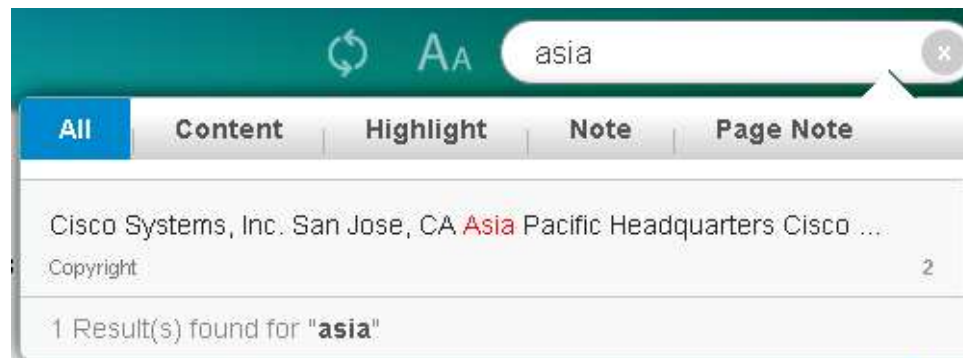 AA
asia
All Content Highlight Note Page Note
Cisco Systems, Inc. San Jose, CA Asia Pacific Headquarters Cisco ...
Copyright 2
1 Result(s) found for "asia"